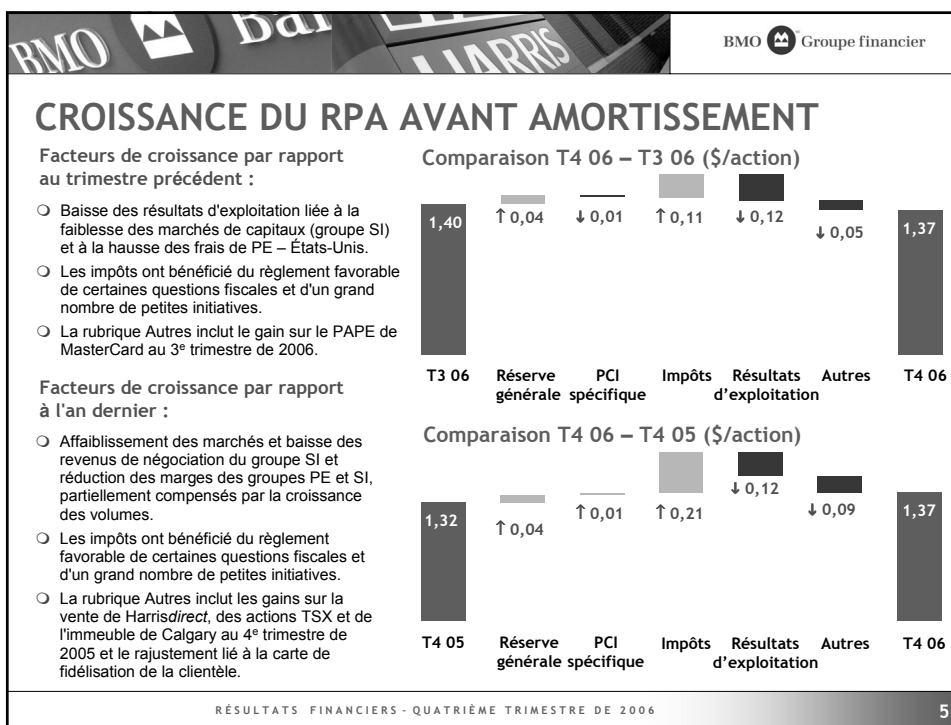 BMO
Bar
HARRIS
BMO Groupe financier
CROISSANCE DU RPA AVANT AMORTISSEMENT
Facteurs de croissance par rapport
au trimestre précédent :
Baisse des résultats d'exploitation liée à la
faiblesse des marchés de capitaux (groupe SI)
et à la hausse des frais de PE – États-Unis.
Les impôts ont bénéficié du règlement favorable
de certaines questions fiscales et d'un grand
nombre de petites initiatives.
La rubrique Autres inclut le gain sur le PAPE de
MasterCard au 3e trimestre de 2006.
Facteurs de croissance par rapport
à l'an dernier :
Affaiblissement des marchés et baisse des
revenus de négociation du groupe SI et
réduction des marges des groupes PE et SI,
partiellement compensés par la croissance
des volumes.
Les impôts ont bénéficié du règlement
favorable de certaines questions fiscales et
d'un grand nombre de petites initiatives.
La rubrique Autres inclut les gains sur la
vente de Harrisdirect, des actions TSX et de
l'immeuble de Calgary au 4e trimestre de
2005 et le rajustement lié à la carte de
fidélisation de la clientèle.
Comparaison T4 06 – T3 06 ($/action)
1,40 ↑ 0,04 ↓ 0,01 ↑ 0,11 ↓ 0,12 ↓ 0,05 1,37
T3 06 Réserve PCI Impôts Résultats Autres T4 06
générale spécifique d'exploitation
Comparaison T4 06 – T4 05 ($/action)
1,32 ↑ 0,04 ↑ 0,01 ↑ 0,21 ↓ 0,12 ↓ 0,09 1,37
T4 05 Réserve PCI Impôts Résultats Autres T4 06
générale spécifique d'exploitation
RÉSULTATS FINANCIERS - QUATRIÈME TRIMESTRE DE 2006
5